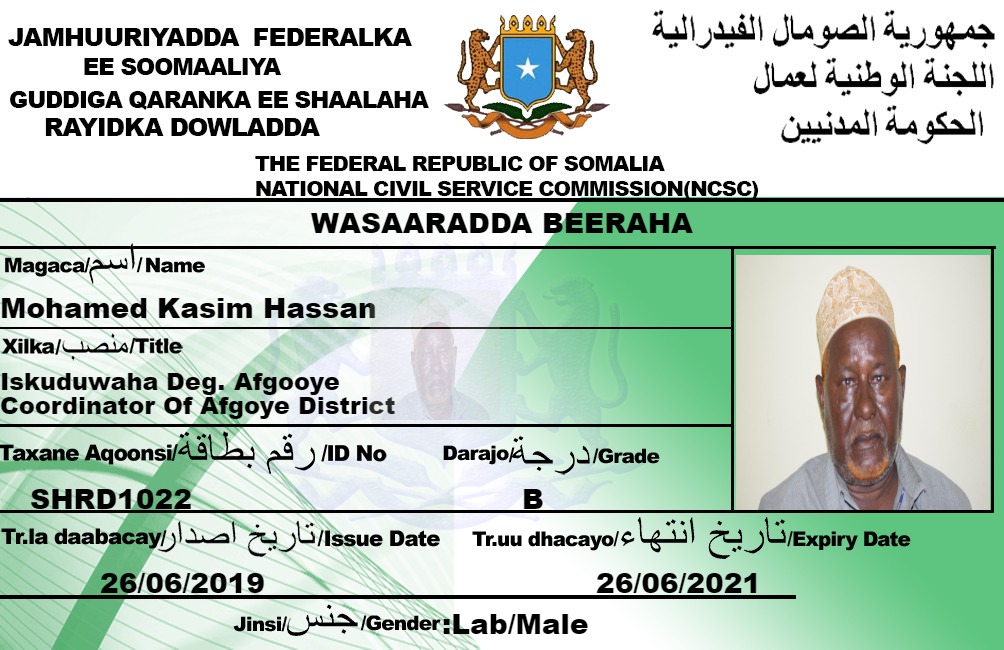 JAMHUURIYADDA FEDERALKA
EE SOOMAALIYA
GUDDIGA QARANKA EE SHAALAHA
RAYIDKA DOWLADDA
جمهورية الصومال الفيدرالية
اللجنة الوطنية لعمال
الحكومة المدنيين
THE FEDERAL REPUBLIC OF SOMALIA
NATIONAL CIVIL SERVICE COMMISSION(NCSC)
WASAARADDA BEERAHA
Magaca/اسم/Name
Mohamed Kasim Hassan
Xilka/منصب/Title
Iskuduwaha Deg. Afgooye
Coordinator Of Afgoye District
Taxane Aqoonsi/رقم بطاقة/ID No
Darajo/درجة/Grade
SHRD1022
B
Tr.la daabacay/تاريخ اصدار/Issue Date
Tr.uu dhacayo/تاريخ انتهاء/Expiry Date
26/06/2019
26/06/2021
Jinsi/جنس/Gender:Lab/Male